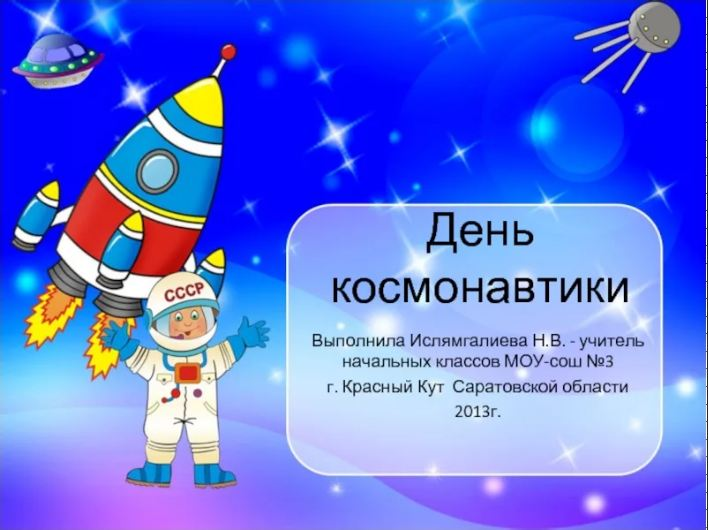 СССР
День
космонавтики
Выполнила Ислямгалиева Н.В. - учитель
начальных классов МОУ-сош №3
г. Красный Кут Саратовской области
2013г.